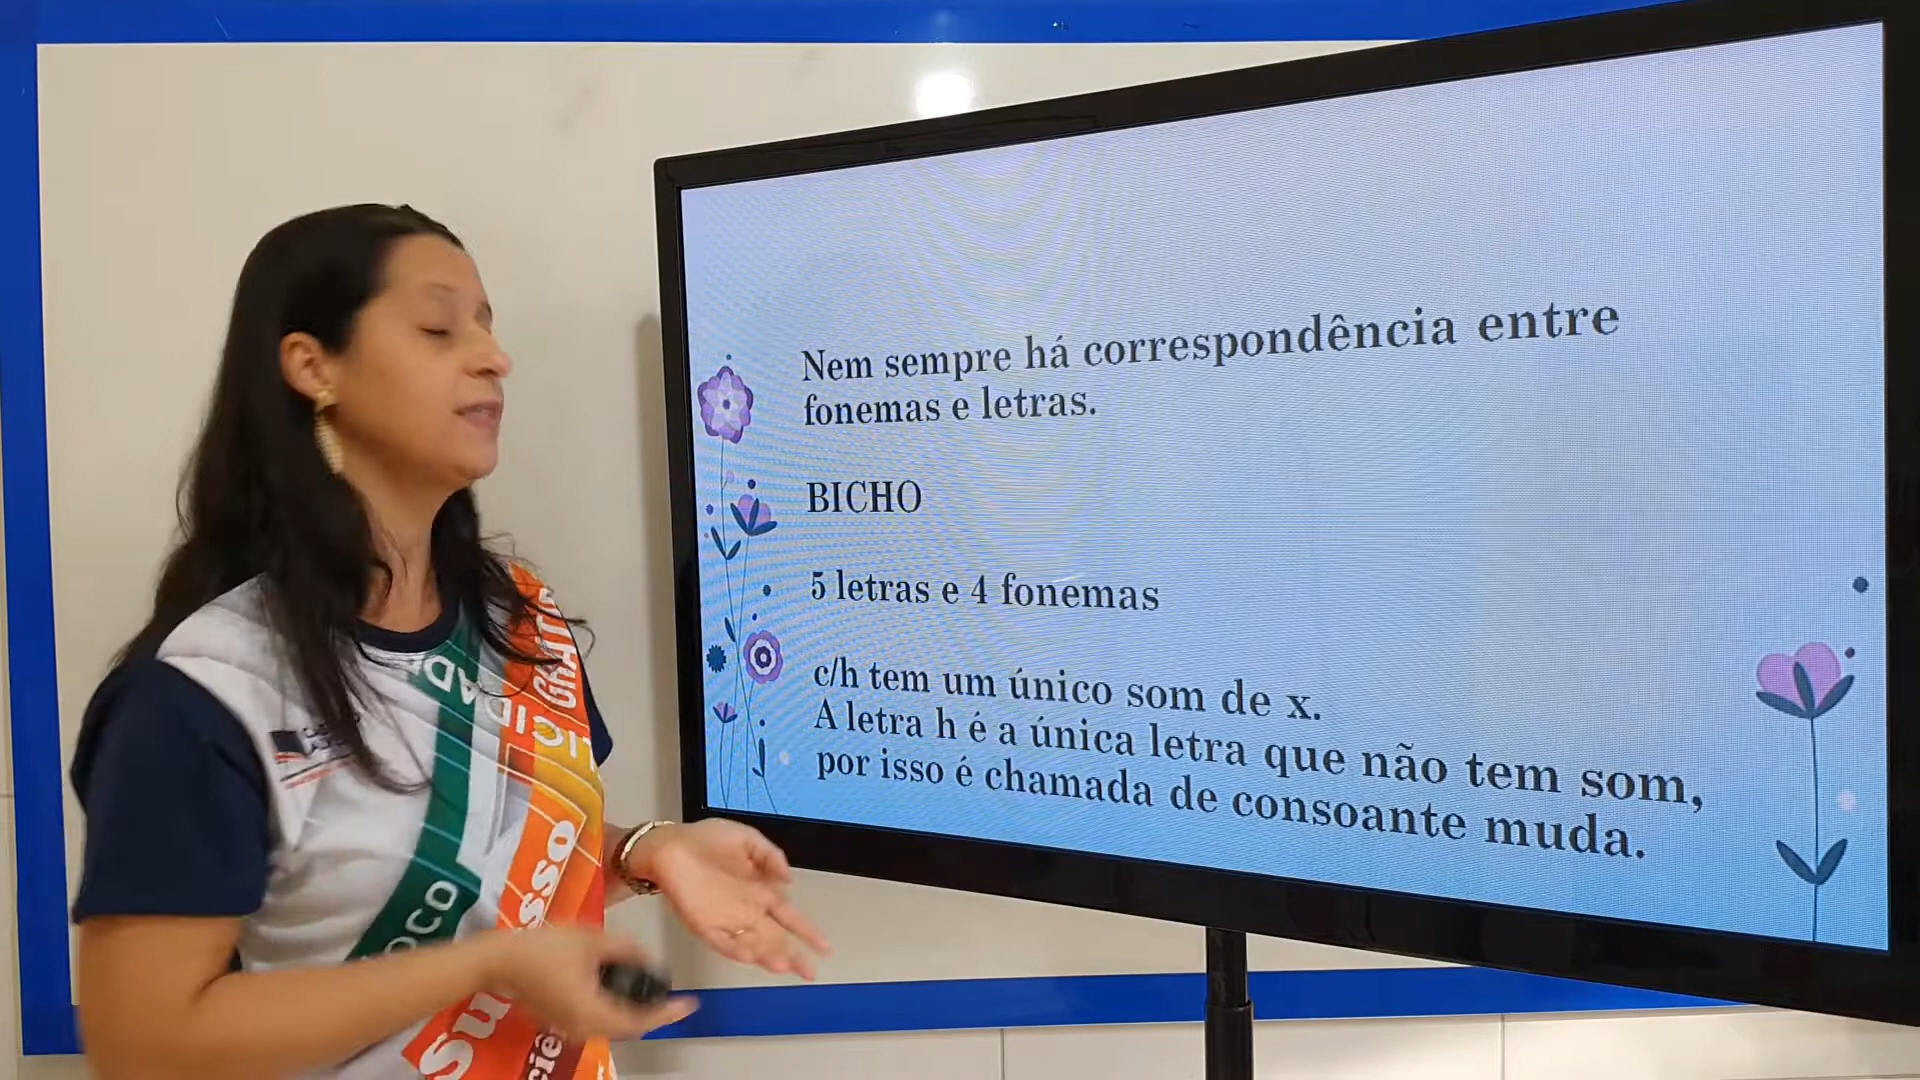 Nem sempre há correspondência entre
fonemas e letras.
BICHO
5 letras e 4 fonemas
c/h tem um único som de x.
A letra h é a única letra que não tem som,
por isso é chamada de consoante muda.